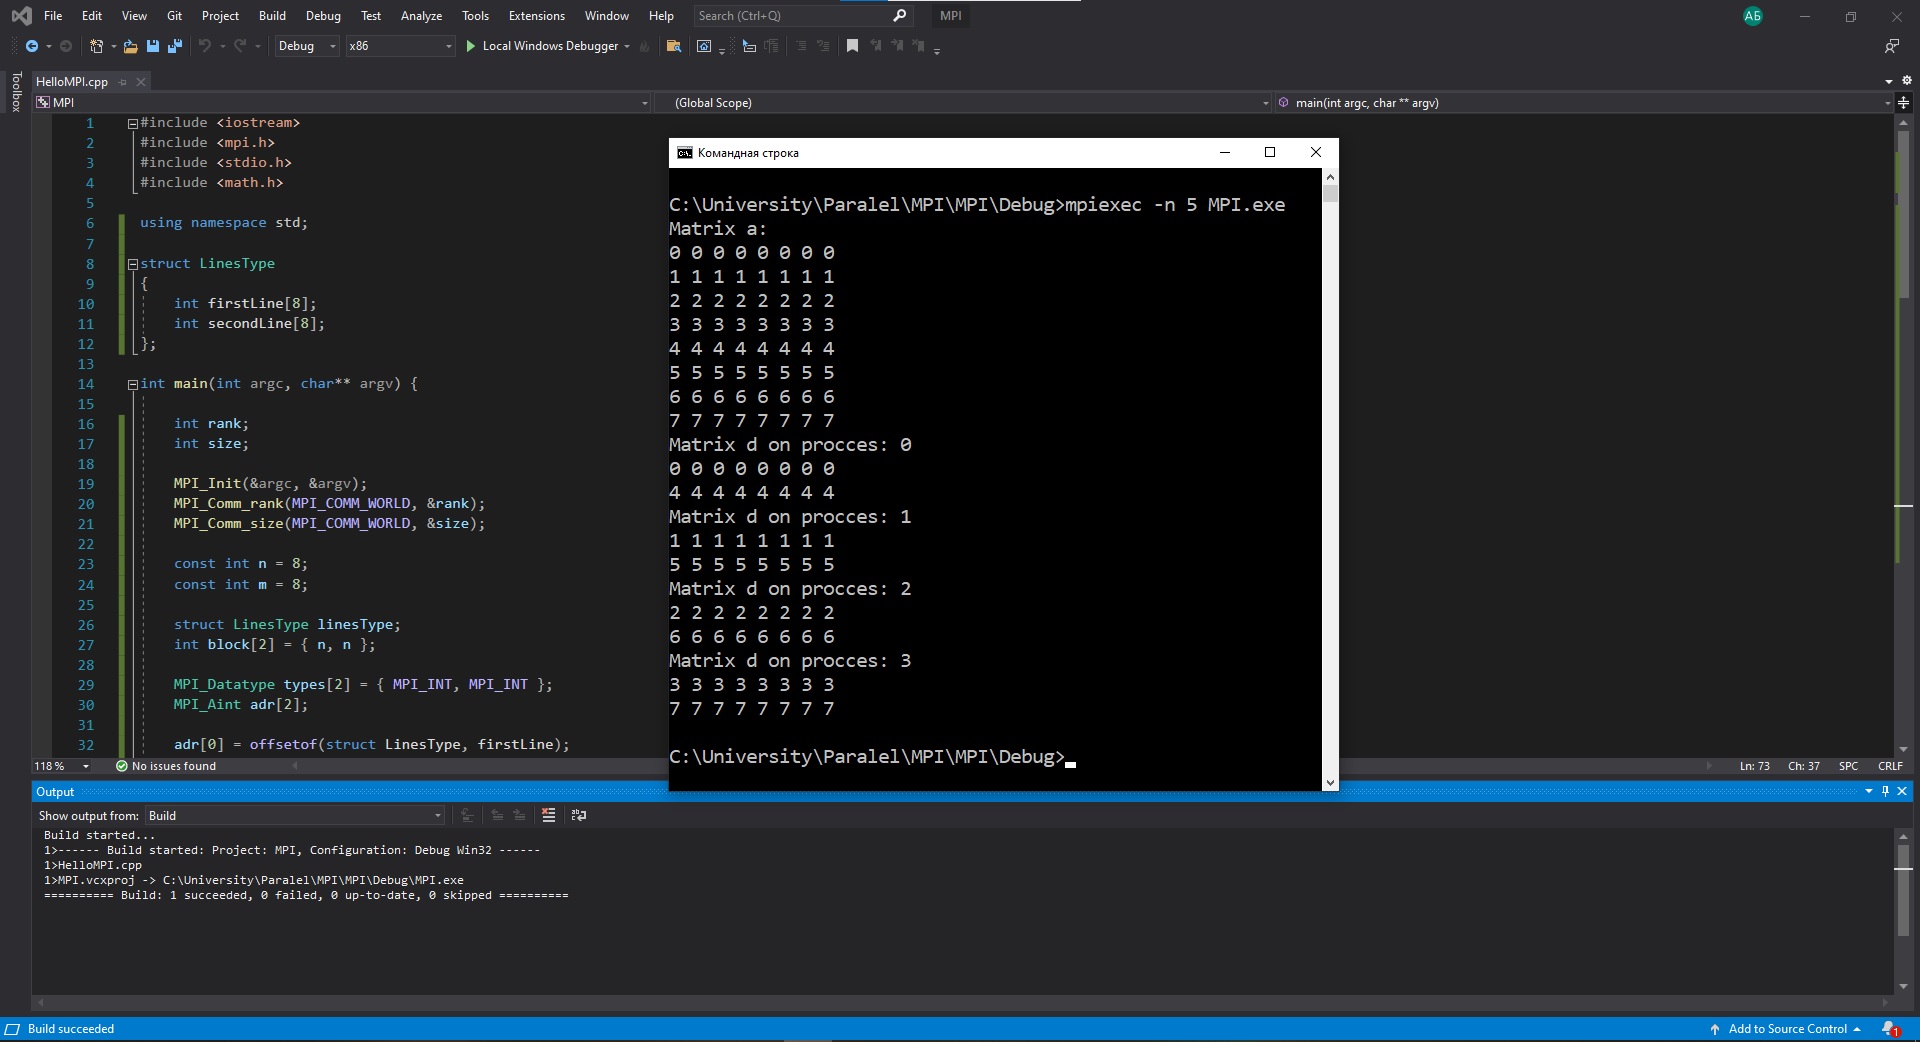 File Edit View Git Project Build Debug Test Analyze Tools Extensions Window Help Search (Ctrl+Q) MPI АБ
Debug x86 Local Windows Debugger
Toolbox
HelloMPI.cpp
MPI (Global Scope) main(int argc, char ** argv)
1 #include <iostream>
2 #include <mpi.h>
3 #include <stdio.h>
4 #include <math.h>
5
6 using namespace std;
7
8 struct LinesType
9 {
10 int firstLine[8];
11 int secondLine[8];
12 };
13
14 int main(int argc, char** argv) {
15
16 int rank;
17 int size;
18
19 MPI_Init(&argc, &argv);
20 MPI_Comm_rank(MPI_COMM_WORLD, &rank);
21 MPI_Comm_size(MPI_COMM_WORLD, &size);
22
23 const int n = 8;
24 const int m = 8;
25
26 struct LinesType linesType;
27 int block[2] = { n, n };
28
29 MPI_Datatype types[2] = { MPI_INT, MPI_INT };
30 MPI_Aint adr[2];
31
32 adr[0] = offsetof(struct LinesType, firstLine);
Командная строка
C:\University\Paralel\MPI\MPI\Debug>mpiexec -n 5 MPI.exe
Matrix a:
0 0 0 0 0 0 0 0
1 1 1 1 1 1 1 1
2 2 2 2 2 2 2 2
3 3 3 3 3 3 3 3
4 4 4 4 4 4 4 4
5 5 5 5 5 5 5 5
6 6 6 6 6 6 6 6
7 7 7 7 7 7 7 7
Matrix d on procces: 0
0 0 0 0 0 0 0 0
4 4 4 4 4 4 4 4
Matrix d on procces: 1
1 1 1 1 1 1 1 1
5 5 5 5 5 5 5 5
Matrix d on procces: 2
2 2 2 2 2 2 2 2
6 6 6 6 6 6 6 6
Matrix d on procces: 3
3 3 3 3 3 3 3 3
7 7 7 7 7 7 7 7
C:\University\Paralel\MPI\MPI\Debug>
118 % No issues found Ln: 73 Ch: 37 SPC CRLF
Output
Show output from: Build
Build started...
1>------ Build started: Project: MPI, Configuration: Debug Win32 ------
1>HelloMPI.cpp
1>MPI.vcxproj -> C:\University\Paralel\MPI\MPI\Debug\MPI.exe
========== Build: 1 succeeded, 0 failed, 0 up-to-date, 0 skipped ==========
Build succeeded Add to Source Control 1